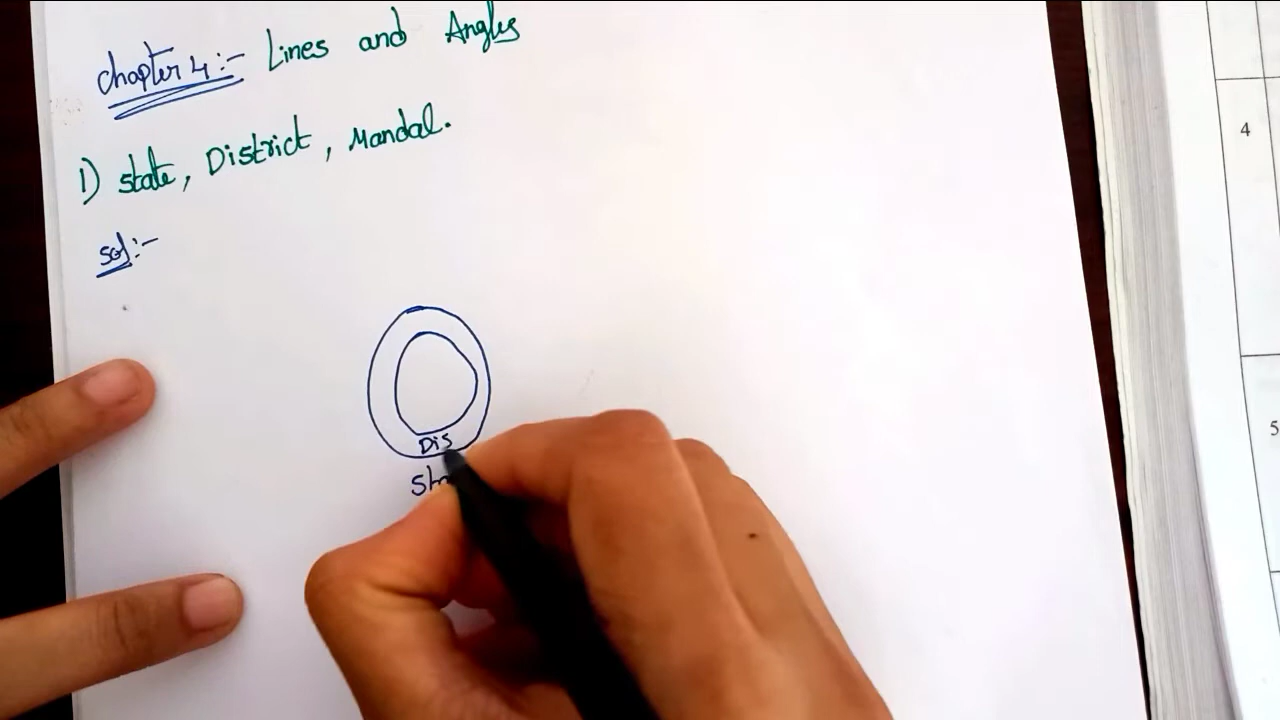 chapter 4:- Lines and Angles
1) state, District, Mandal.
sol:-
Dis
4
5